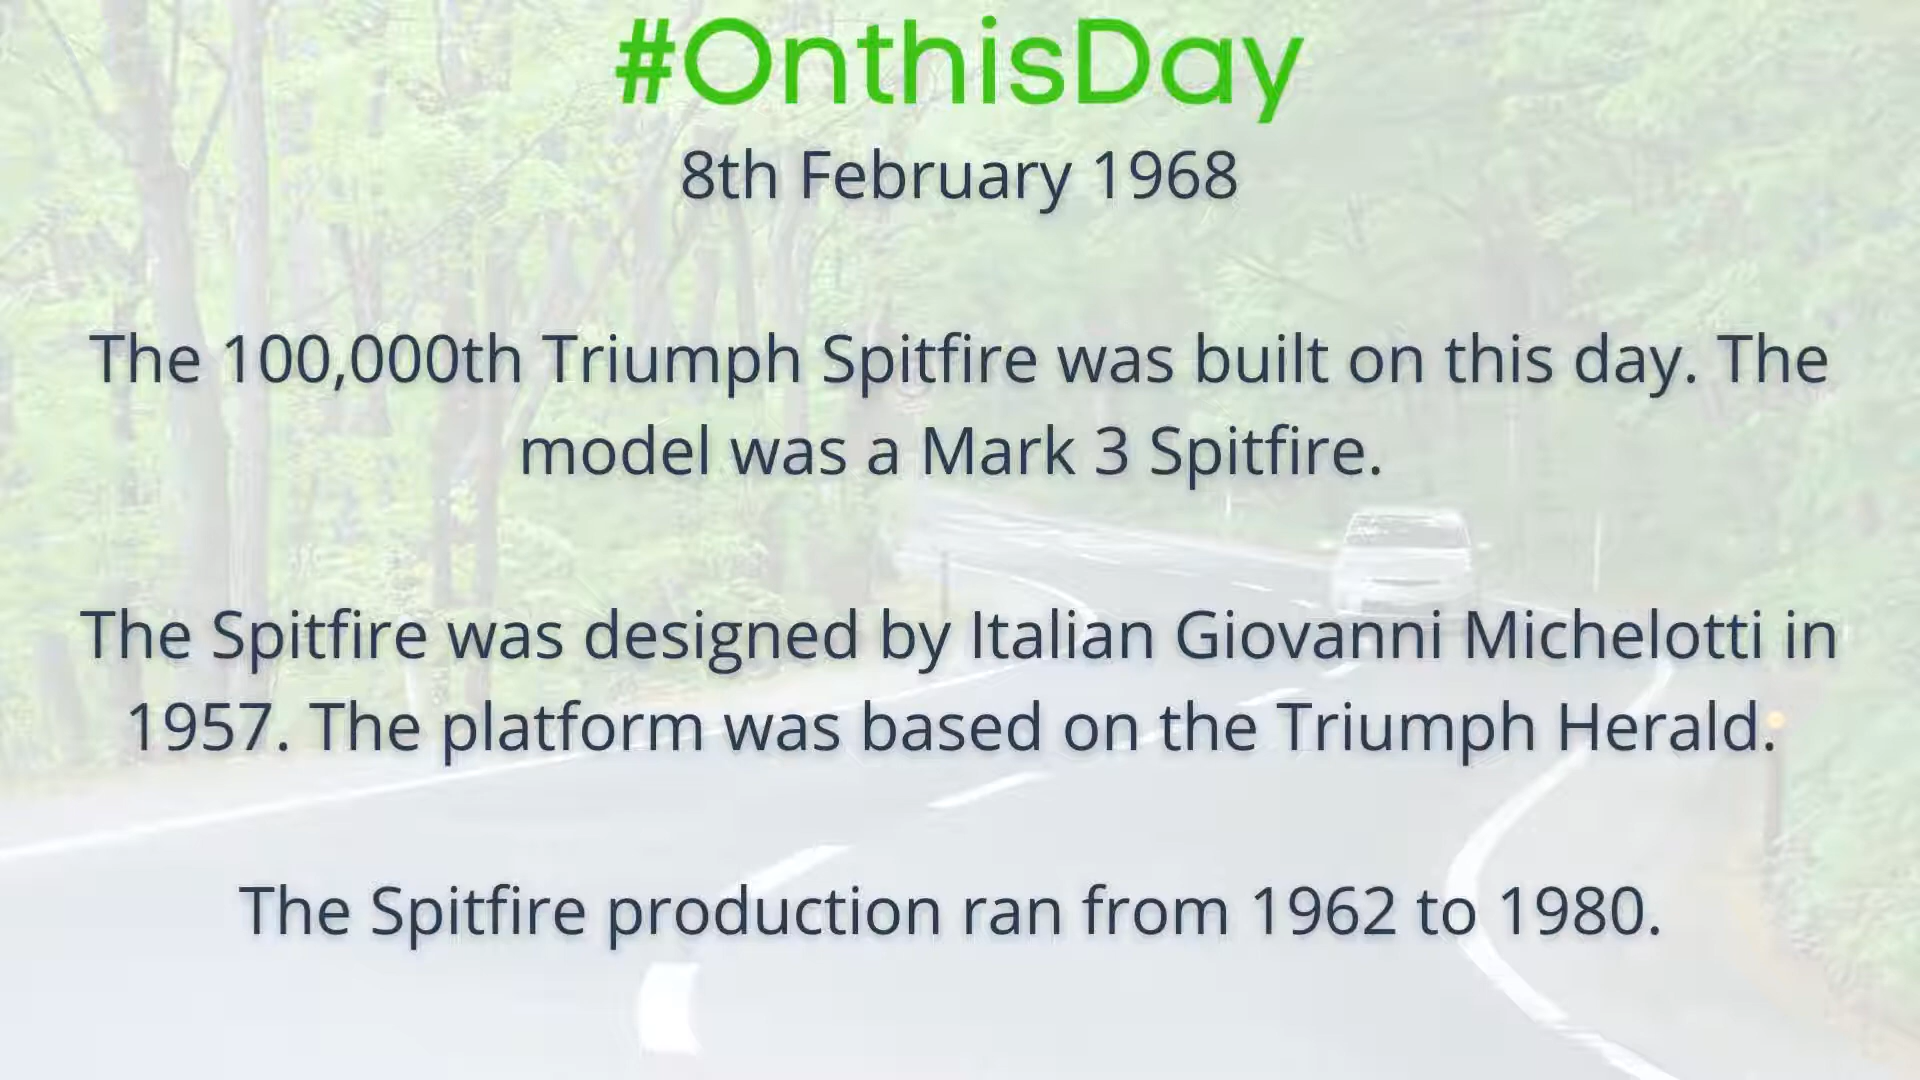 #OnthisDay
8th February 1968
The 100,000th Triumph Spitfire was built on this day. The
model was a Mark 3 Spitfire.
The Spitfire was designed by Italian Giovanni Michelotti in
1957. The platform was based on the Triumph Herald.
The Spitfire production ran from 1962 to 1980.